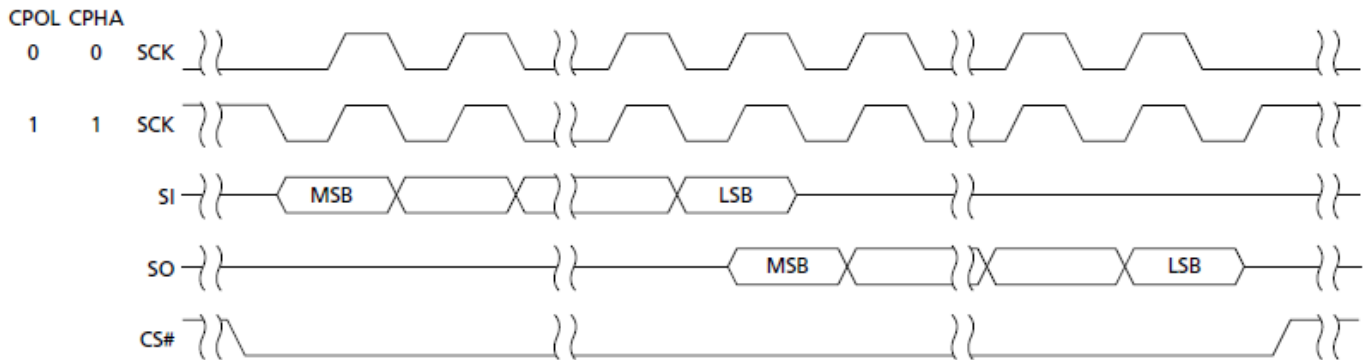 CPOL CPHA
0 0 SCK
1 1 SCK
SI MSB LSB
SO MSB LSB
CS#